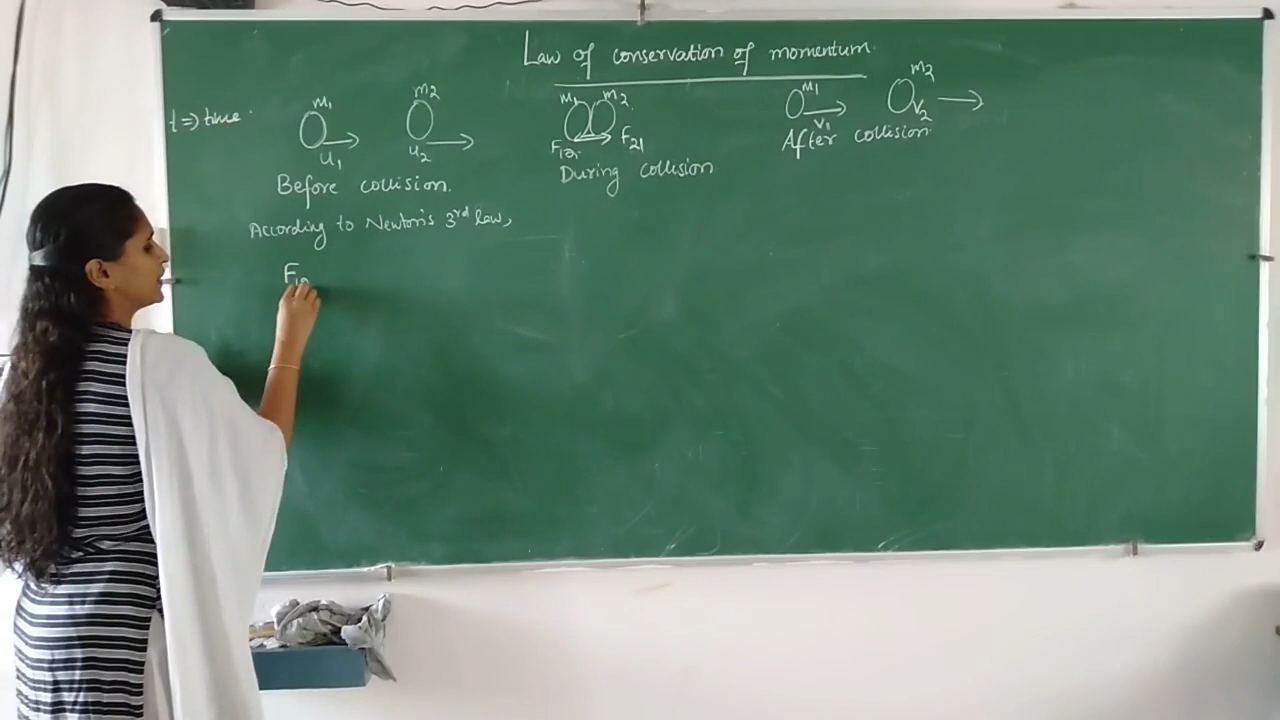 Law of conservation of momentum
t => time
m1 m2
u1 u2
Before collision.
m1 m2
F12 F21
During collision
m1 m2
v1 v2
After collision
According to Newton's 3rd law,
F12